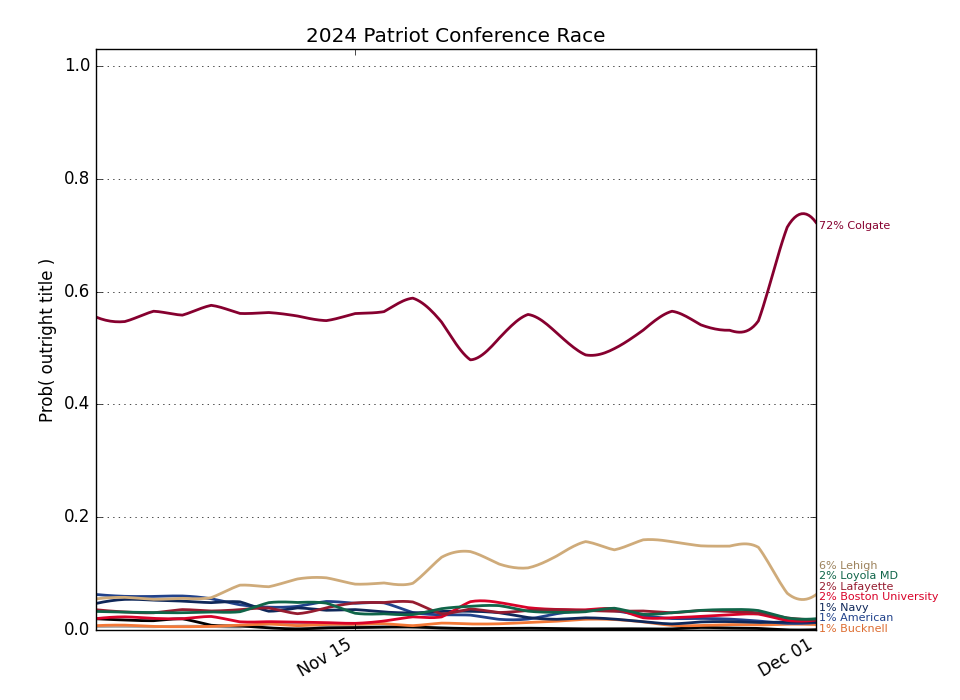 2024 Patriot Conference Race
Prob( outright title )
1.0
0.8
0.6
0.4
0.2
0.0
Nov 15
Dec 01
72% Colgate
6% Lehigh
2% Loyola MD
2% Lafayette
2% Boston University
1% Navy
1% American
1% Bucknell